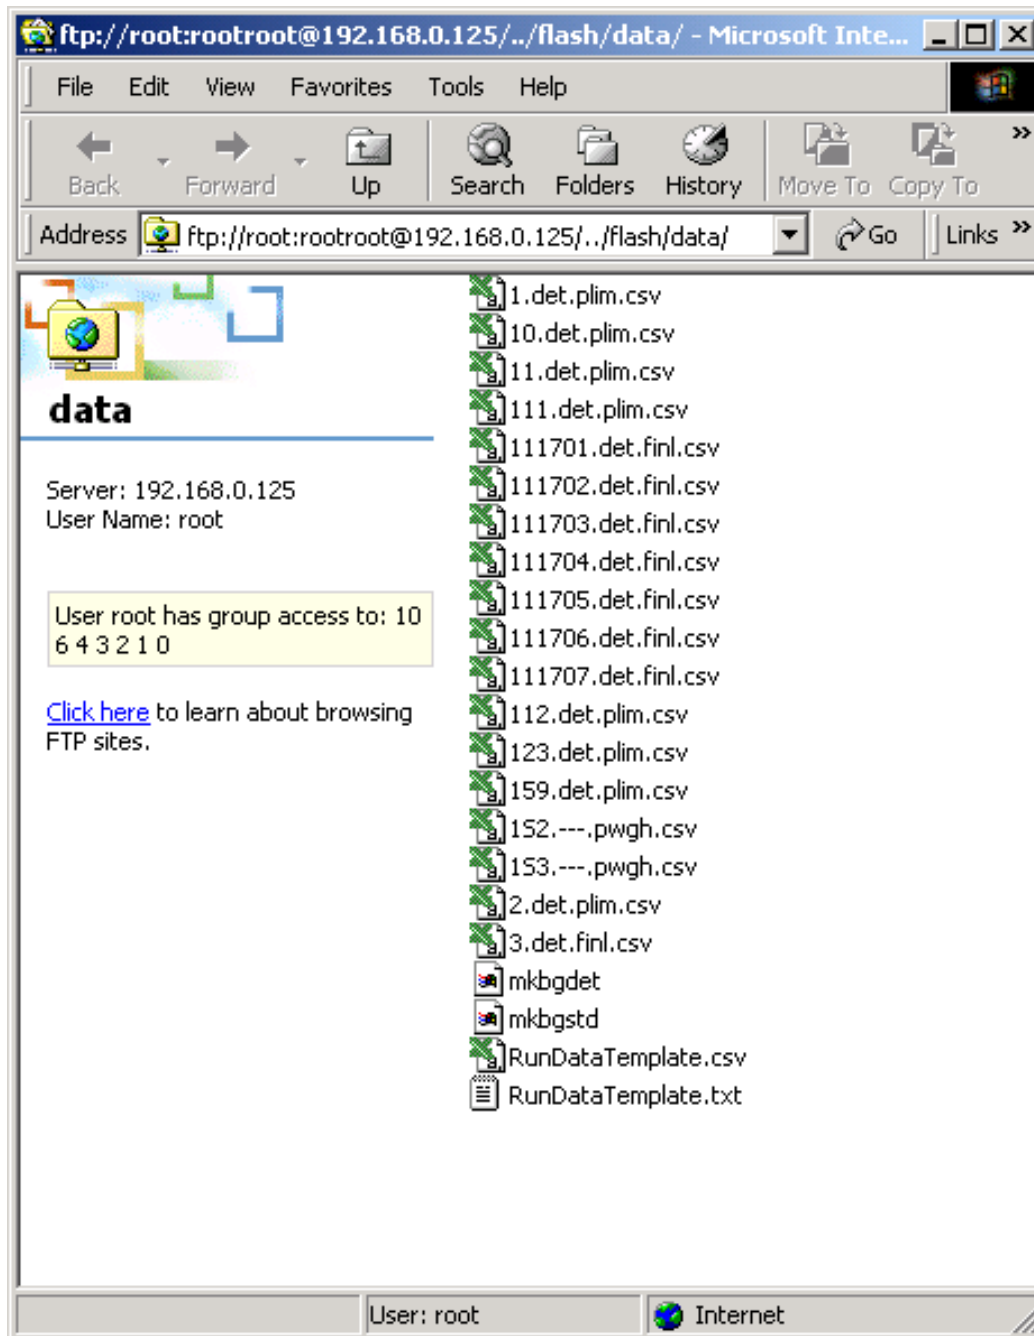 ftp://root:rootroot@192.168.0.125/../flash/data/ - Microsoft Inte...
File Edit View Favorites Tools Help
Back Forward Up Search Folders History Move To Copy To »
Address ftp://root:rootroot@192.168.0.125/../flash/data/ Go Links »
data
Server: 192.168.0.125
User Name: root
User root has group access to: 10
6 4 3 2 1 0
Click here to learn about browsing
FTP sites.
1.det.plim.csv
10.det.plim.csv
11.det.plim.csv
111.det.plim.csv
111701.det.finl.csv
111702.det.finl.csv
111703.det.finl.csv
111704.det.finl.csv
111705.det.finl.csv
111706.det.finl.csv
111707.det.finl.csv
112.det.plim.csv
123.det.plim.csv
159.det.plim.csv
152.---.pwgh.csv
153.---.pwgh.csv
2.det.plim.csv
3.det.finl.csv
mkbgdet
mkbgstd
RunDataTemplate.csv
RunDataTemplate.txt
User: root Internet